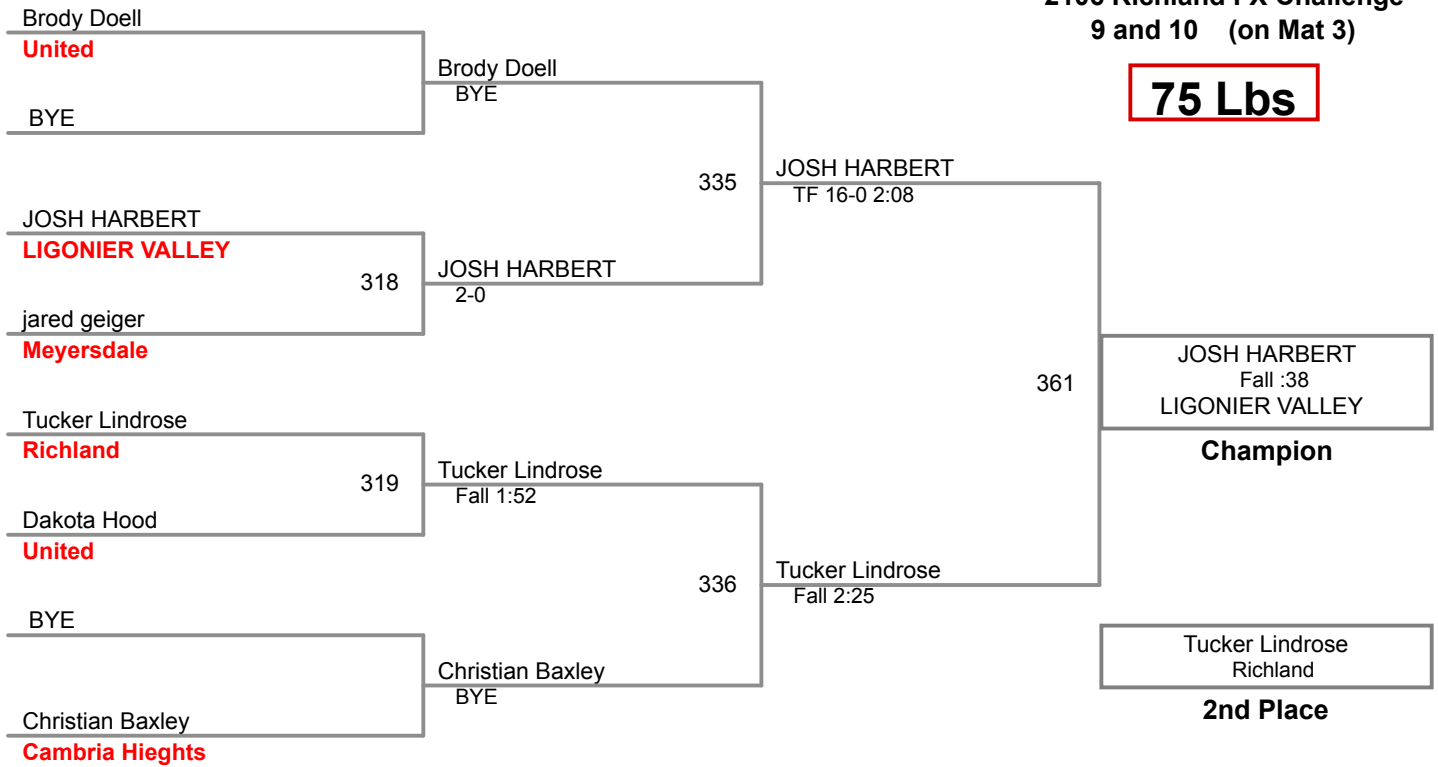 Richland Challenge
9 and 10 (on Mat 3)
75 Lbs
Brody Doell
United
BYE
JOSH HARBERT
LIGONIER VALLEY
318
jared geiger
Meyersdale
Tucker Lindrose
Richland
319
Dakota Hood
United
BYE
Christian Baxley
Cambria Hieghts
Brody Doell
BYE
335
JOSH HARBERT
2-0
Tucker Lindrose
Fall 1:52
336
Christian Baxley
BYE
JOSH HARBERT
TF 16-0 2:08
361
Tucker Lindrose
Fall 2:25
JOSH HARBERT
Fall :38
LIGONIER VALLEY
Champion
Tucker Lindrose
Richland
2nd Place